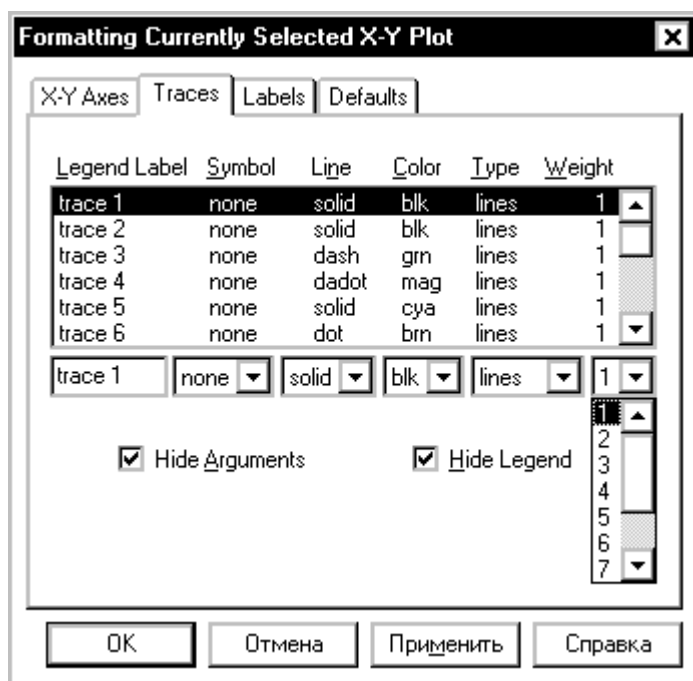 Formatting Currently Selected X-Y Plot
X-Y Axes Traces Labels Defaults
Legend Label Symbol Line Color Type Weight
trace 1 none solid blk lines 1
trace 2 none solid blk lines 1
trace 3 none dash grn lines 1
trace 4 none dadot mag lines 1
trace 5 none solid cya lines 1
trace 6 none dot brn lines 1
trace 1 none solid blk lines 1
1
2
3
4
5
6
7
Hide Arguments Hide Legend
OK Отмена Применить Справка